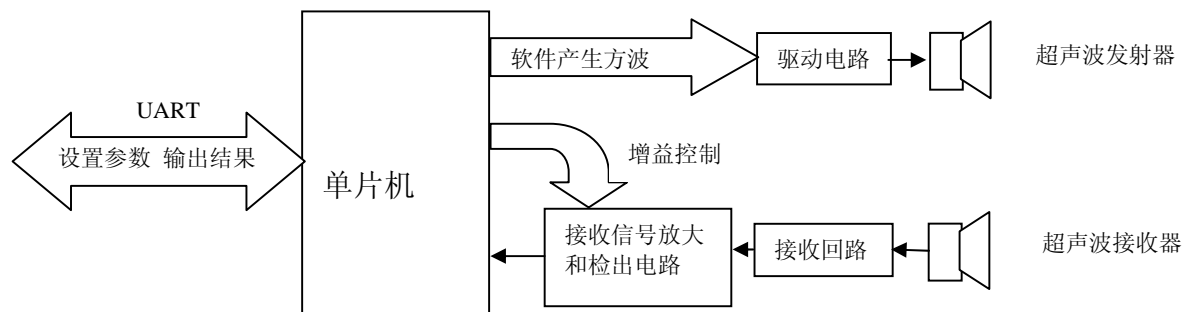 软件产生方波
驱动电路
超声波发射器
UART
设置参数 输出结果
增益控制
单片机
接收信号放大
和检出电路
接收回路
超声波接收器